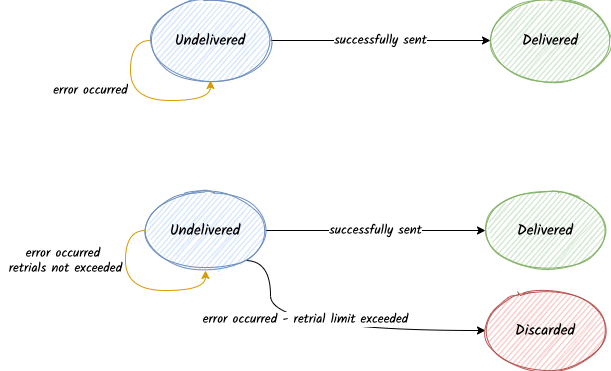 Undelivered
successfully sent
Delivered
error occurred
Undelivered
successfully sent
Delivered
error occurred
retrials not exceeded
error occurred - retrial limit exceeded
Discarded